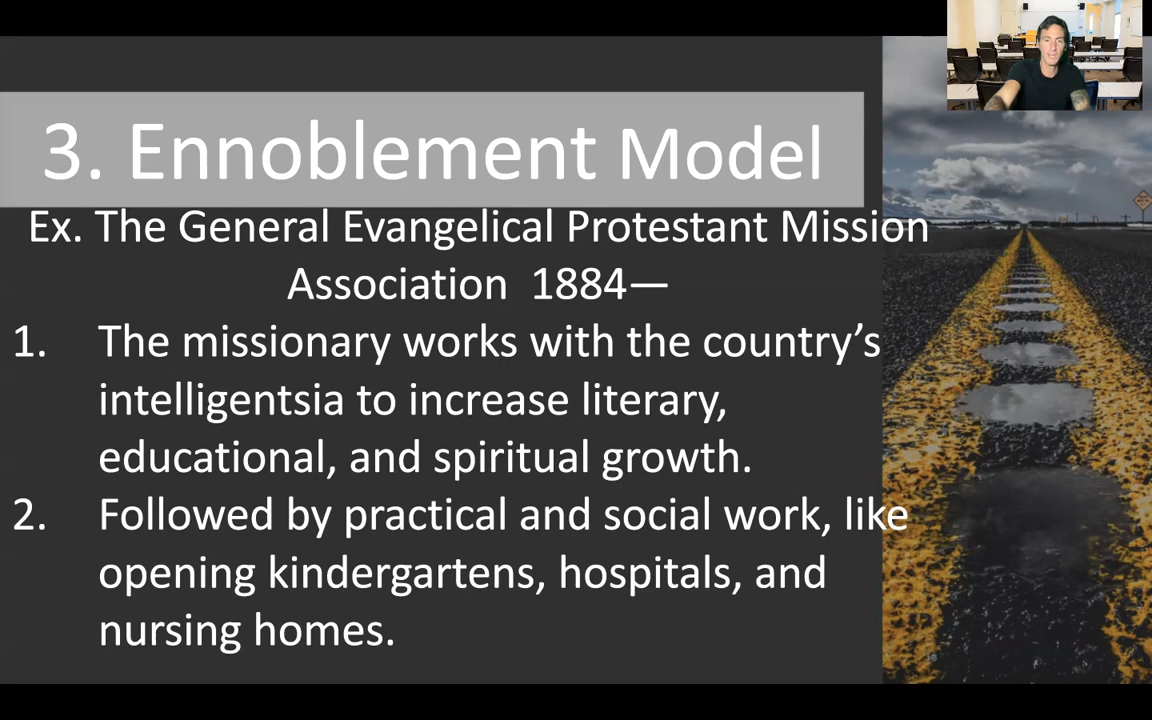 3. Ennoblement Model
Ex. The General Evangelical Protestant Mission
Association 1884—
1. The missionary works with the country’s
intelligentsia to increase literary,
educational, and spiritual growth.
2. Followed by practical and social work, like
opening kindergartens, hospitals, and
nursing homes.